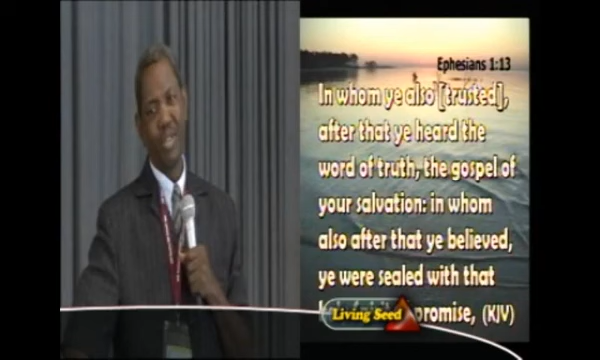 Ephesians 1:13
In whom ye also [trusted],
after that ye heard the
word of truth, the gospel of
your salvation: in whom
also after that ye believed,
ye were sealed with that
promise, (KJV)
Living Seed